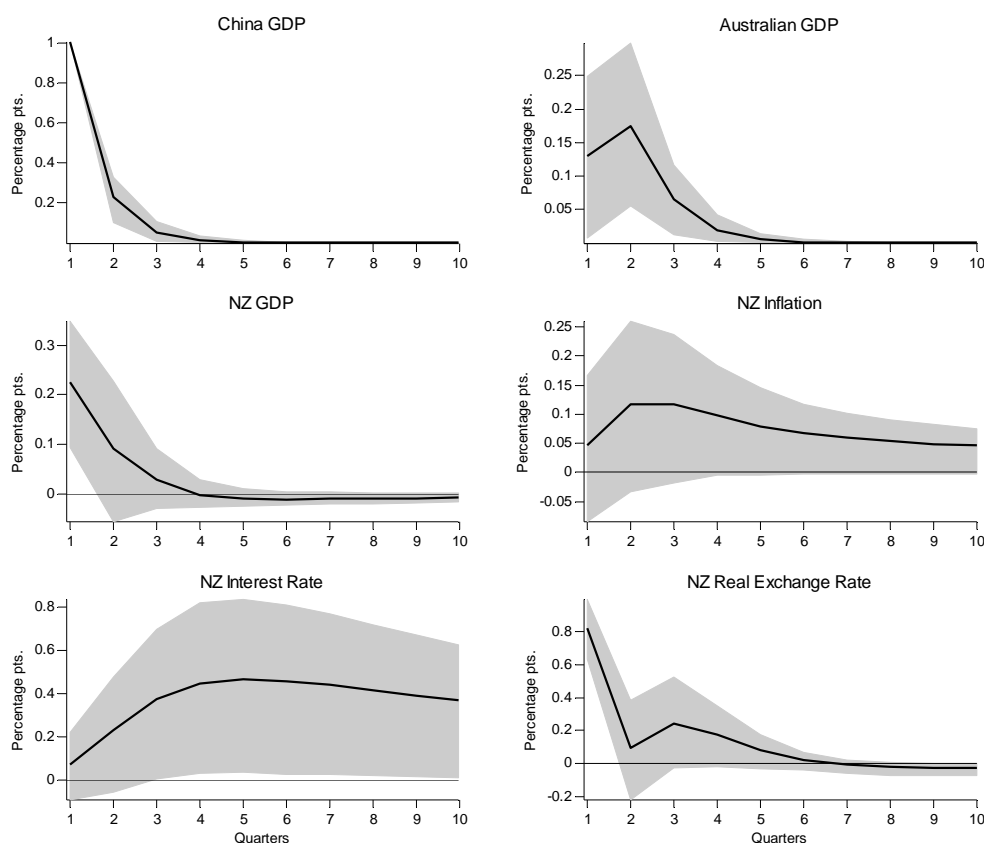 China GDP
Percentage pts.
1
0.8
0.6
0.4
0.2
1 2 3 4 5 6 7 8 9 10
Australian GDP
Percentage pts.
0.25
0.2
0.15
0.1
0.05
1 2 3 4 5 6 7 8 9 10
NZ GDP
Percentage pts.
0.3
0.2
0.1
0
1 2 3 4 5 6 7 8 9 10
NZ Inflation
Percentage pts.
0.25
0.2
0.15
0.1
0.05
0
-0.05
1 2 3 4 5 6 7 8 9 10
NZ Interest Rate
Percentage pts.
0.8
0.6
0.4
0.2
0
1 2 3 4 5 6 7 8 9 10
Quarters
NZ Real Exchange Rate
Percentage pts.
0.8
0.6
0.4
0.2
0
-0.2
1 2 3 4 5 6 7 8 9 10
Quarters